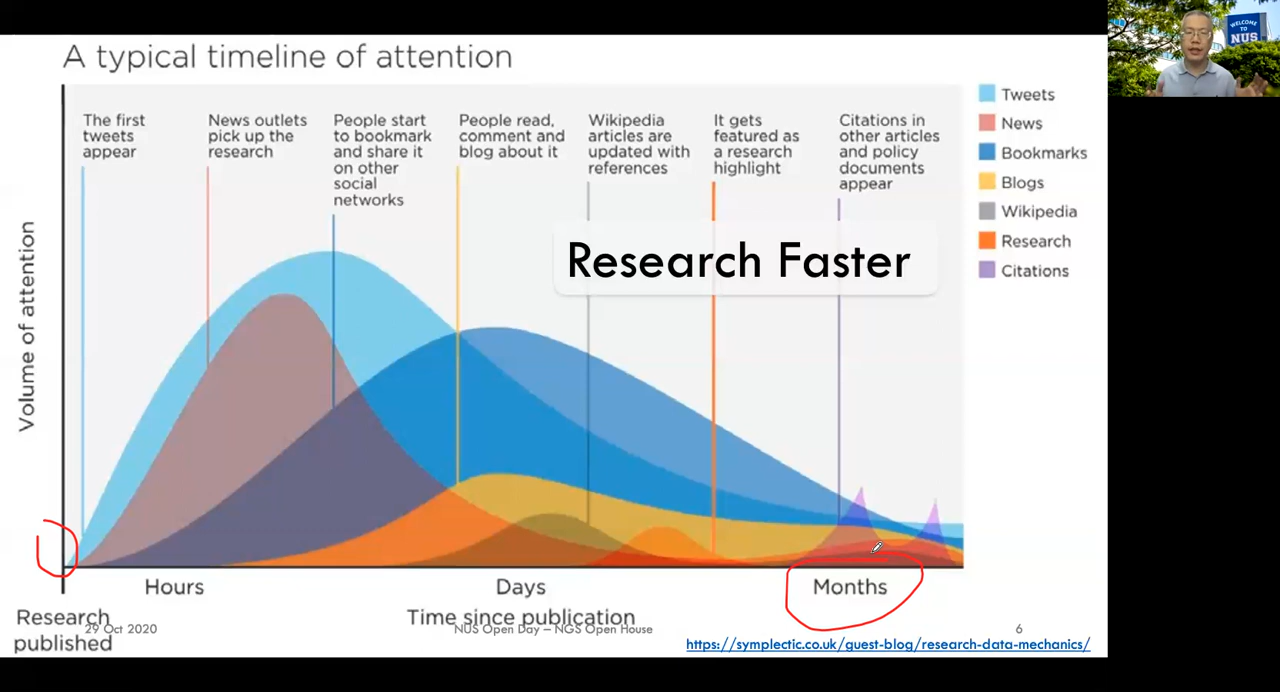 A typical timeline of attention
WELCOME
TO
NUS
The first
tweets
appear
News outlets
pick up the
research
People start
to bookmark
and share it
on other
social
networks
People read,
comment and
blog about it
Wikipedia
articles are
updated with
references
It gets
featured as
a research
highlight
Citations in
other articles
and policy
documents
appear
Tweets
News
Bookmarks
Blogs
Wikipedia
Research
Citations
Research Faster
Volume of attention
Hours
Days
Months
Research
published
Time since publication
29 Oct 2020
NUS Open Day – NGS Open House
6
https://symplectic.co.uk/guest-blog/research-data-mechanics/